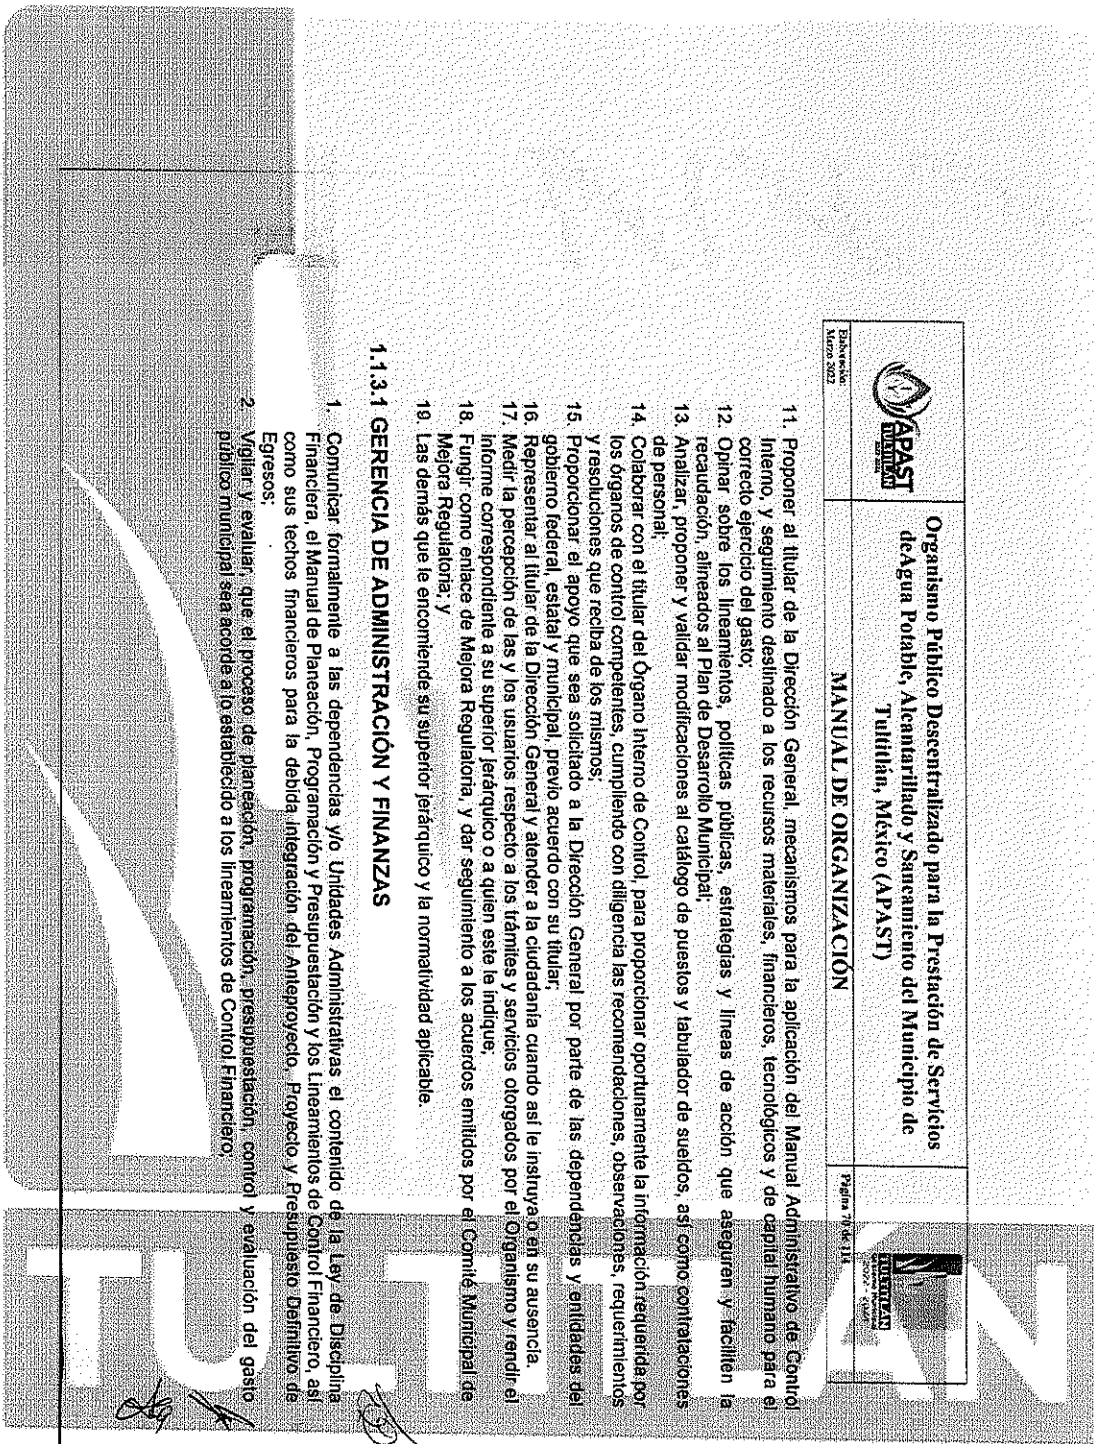 APAST
TULTITLÁN
Organismo Público Descentralizado para la Prestación de Servicios
deAgua Potable, Alcantarillado y Saneamiento del Municipio de
Tultitlán, México (APAST)
TULTITLÁN
Elaboración:
Marzo 2022
MANUAL DE ORGANIZACIÓN
Página 70 de 114
11. Proponer al titular de la Dirección General, mecanismos para la aplicación del Manual Administrativo de Control
Interno, y seguimiento destinado a los recursos materiales, financieros, tecnológicos y de capital humano para el
correcto ejercicio del gasto;
12. Opinar sobre los lineamientos, políticas públicas, estrategias y líneas de acción que aseguren y faciliten la
recaudación, alineados al Plan de Desarrollo Municipal;
13. Analizar, proponer y validar modificaciones al catálogo de puestos y tabulador de sueldos, así como contrataciones
de personal;
14. Colaborar con el titular del Órgano Interno de Control, para proporcionar oportunamente la información requerida por
los órganos de control competentes, cumpliendo con diligencia las recomendaciones, observaciones, requerimientos
y resoluciones que reciba de los mismos;
15. Proporcionar el apoyo que sea solicitado a la Dirección General por parte de las dependencias y entidades del
gobierno federal, estatal y municipal, previo acuerdo con su titular;
16. Representar al titular de la Dirección General y atender a la ciudadanía cuando así le instruya o en su ausencia.
17. Medir la percepción de las y los usuarios respecto a los trámites y servicios otorgados por el Organismo y rendir el
informe correspondiente a su superior jerárquico o a quien este le indique;
18. Fungir como enlace de Mejora Regulatoria, y dar seguimiento a los acuerdos emitidos por el Comité Municipal de
Mejora Regulatoria; y
19. Las demás que le encomiende su superior jerárquico y la normatividad aplicable.
1.1.3.1 GERENCIA DE ADMINISTRACIÓN Y FINANZAS
1. Comunicar formalmente a las dependencias y/o Unidades Administrativas el contenido de la Ley de Disciplina
Financiera, el Manual de Planeación, Programación y Presupuestación y los Lineamientos de Control Financiero, así
como sus techos financieros para la debida integración del Anteproyecto, Proyecto y Presupuesto Definitivo de
Egresos;
2. Vigilar y evaluar, que el proceso de planeación, programación, presupuestación, control y evaluación del gasto
público municipal sea acorde a lo establecido a los lineamientos de Control Financiero;
TULTITLÁN